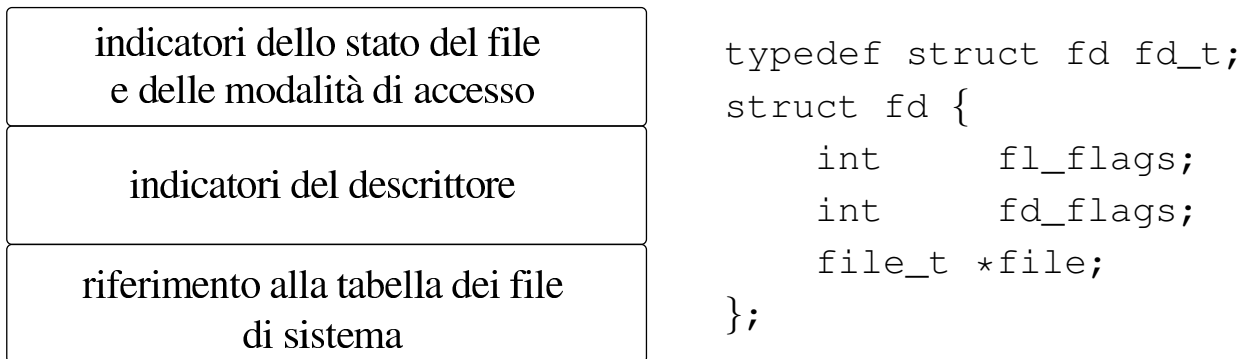 indicatori dello stato del file
e delle modalità di accesso
indicatori del descrittore
riferimento alla tabella dei file
di sistema
typedef struct fd fd_t;
struct fd {
    int     fl_flags;
    int     fd_flags;
    file_t *file;
};